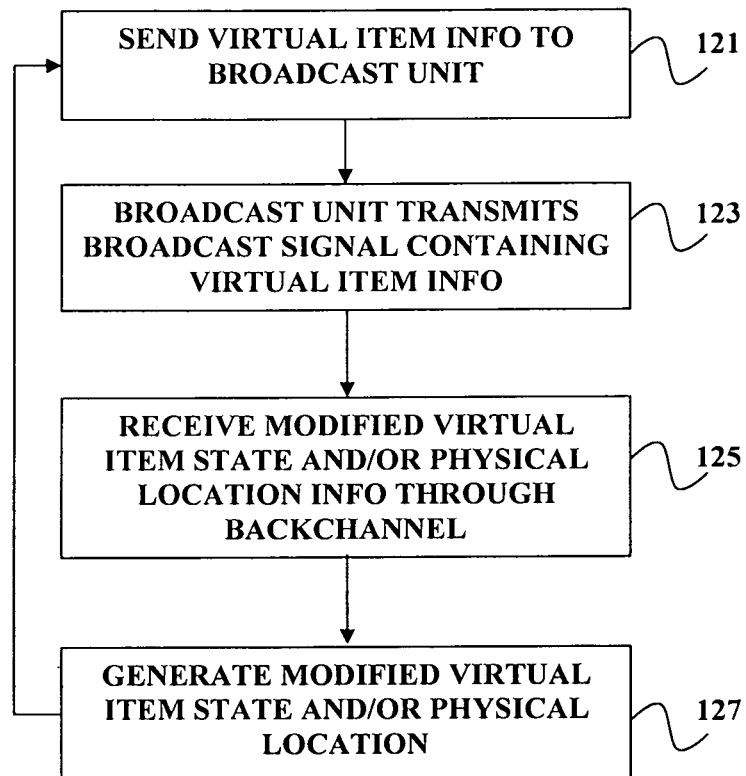 SEND VIRTUAL ITEM INFO TO
BROADCAST UNIT
121
BROADCAST UNIT TRANSMITS
BROADCAST SIGNAL CONTAINING
VIRTUAL ITEM INFO
123
RECEIVE MODIFIED VIRTUAL
ITEM STATE AND/OR PHYSICAL
LOCATION INFO THROUGH
BACKCHANNEL
125
GENERATE MODIFIED VIRTUAL
ITEM STATE AND/OR PHYSICAL
LOCATION
127